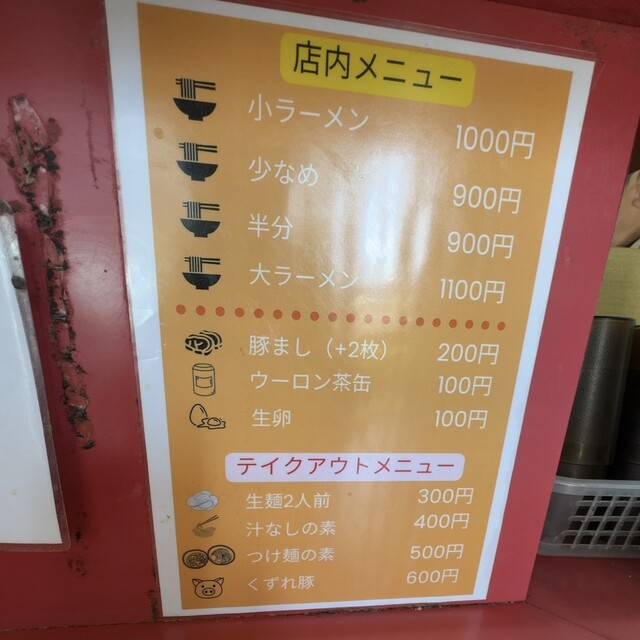 店内メニュー
小ラーメン 1000円
少なめ 900円
半分 900円
大ラーメン 1100円
豚まし（+2枚） 200円
ウーロン茶缶 100円
生卵 100円
テイクアウトメニュー
生麺2人前 300円
汁なしの素 400円
つけ麺の素 500円
くずれ豚 600円